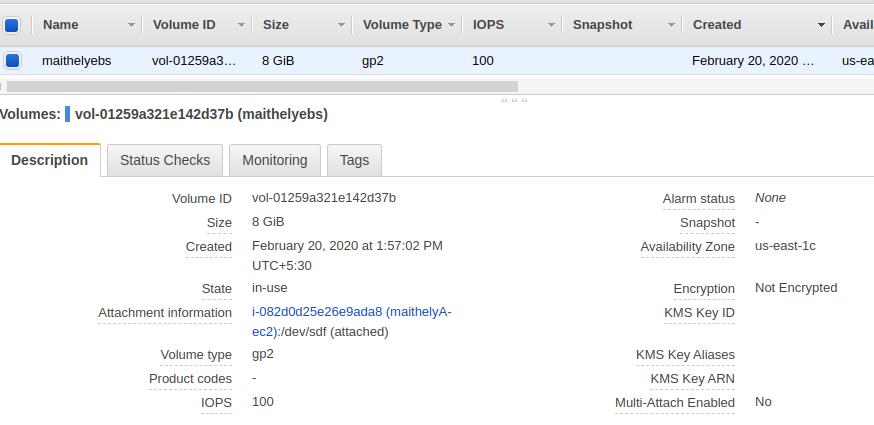 Name Volume ID Size Volume Type IOPS Snapshot Created Avai
maithelyebs vol-01259a3... 8 GiB gp2 100 February 20, 2020 ... us-ea
Volumes: vol-01259a321e142d37b (maithelyebs)
Description Status Checks Monitoring Tags
Volume ID vol-01259a321e142d37b Alarm status None
Size 8 GiB Snapshot -
Created February 20, 2020 at 1:57:02 PM Availability Zone us-east-1c
UTC+5:30
State in-use Encryption Not Encrypted
Attachment information i-082d0d25e26e9ada8 (maithelyA- KMS Key ID
ec2):/dev/sdf (attached)
Volume type gp2 KMS Key Aliases
Product codes - KMS Key ARN
IOPS 100 Multi-Attach Enabled No